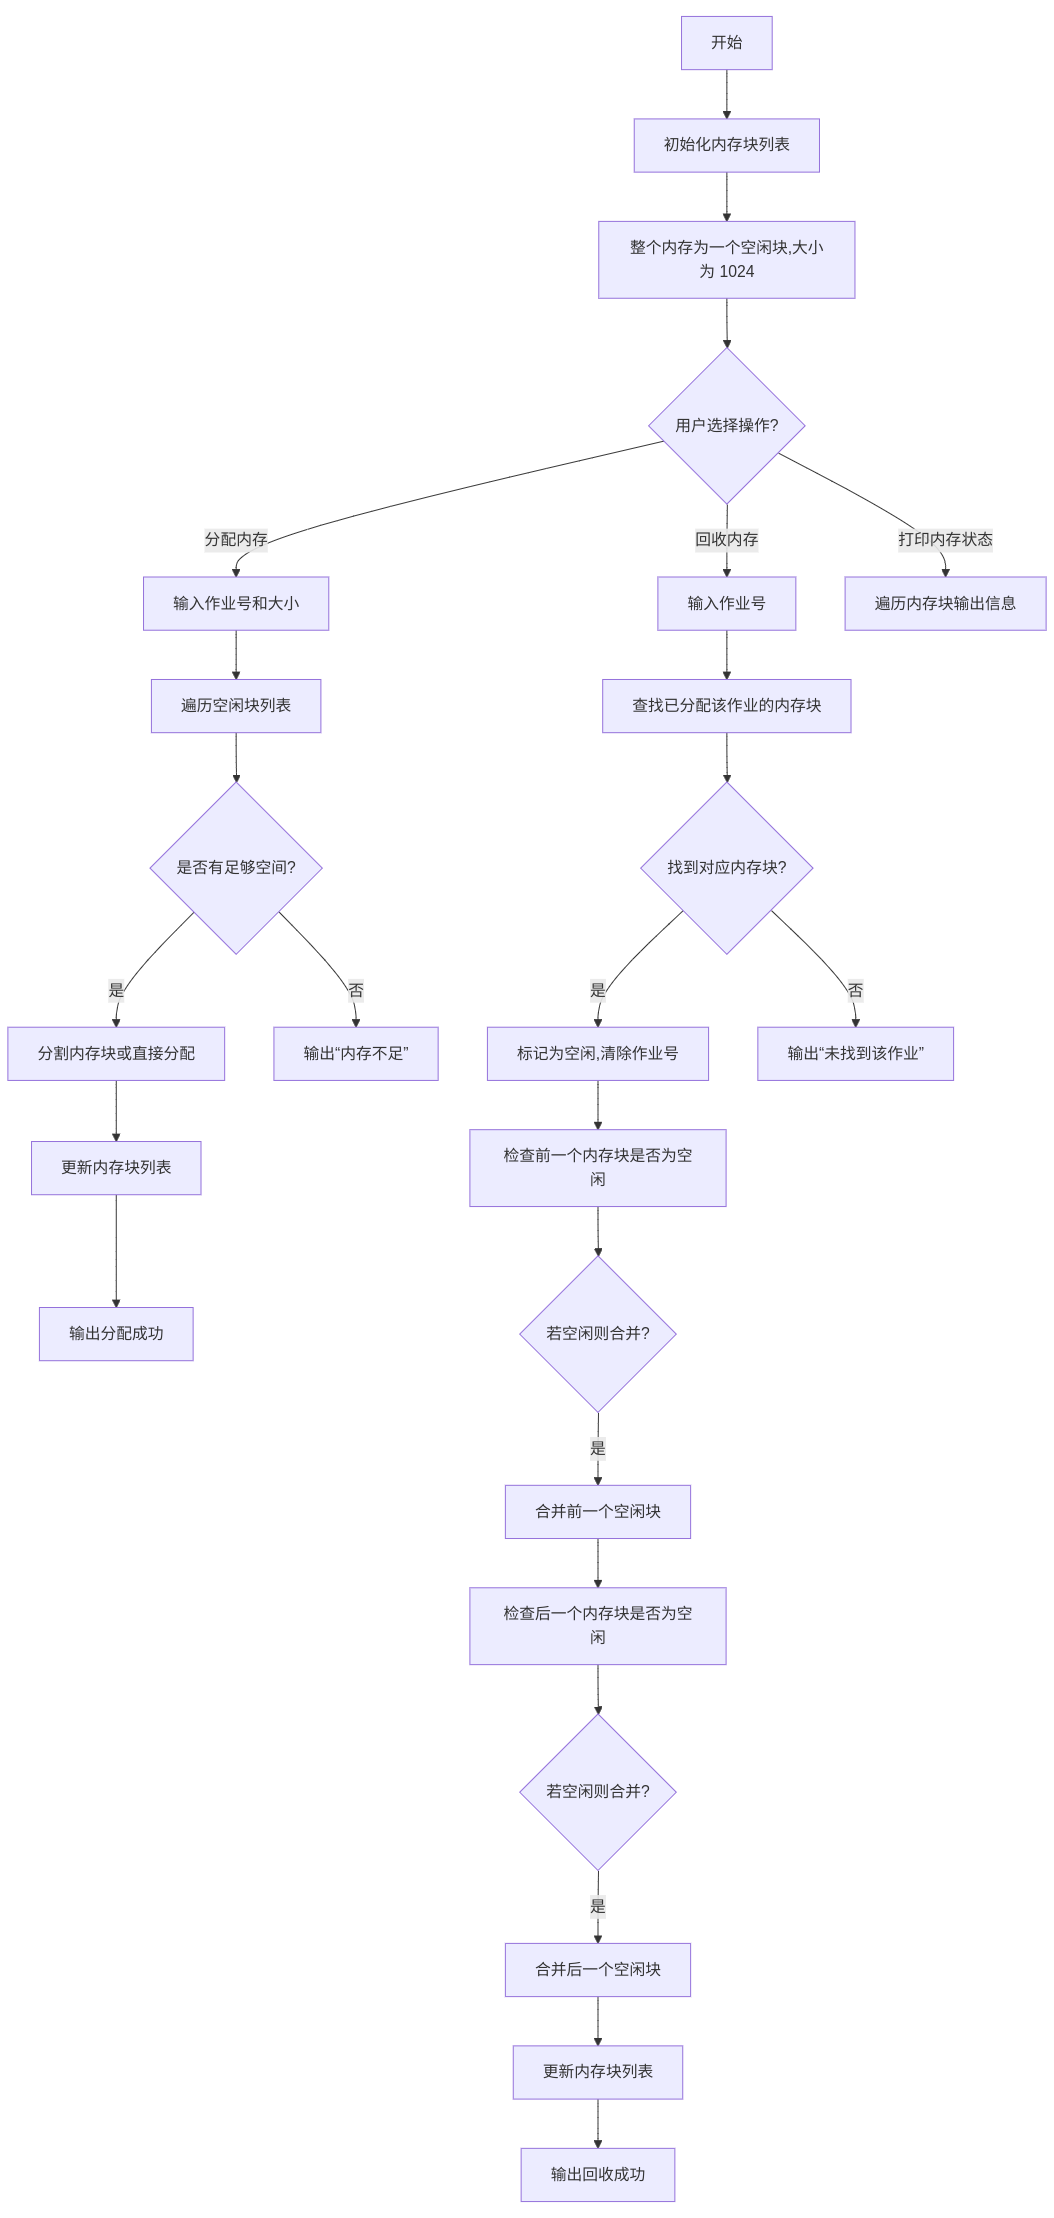 开始
初始化内存块列表
整个内存为一个空闲块,大小
为 1024
用户选择操作?
分配内存
回收内存
打印内存状态
输入作业号和大小
输入作业号
遍历内存块输出信息
遍历空闲块列表
查找已分配该作业的内存块
是否有足够空间?
找到对应内存块?
是
否
是
否
分割内存块或直接分配
输出“内存不足”
标记为空闲,清除作业号
输出“未找到该作业”
更新内存块列表
检查前一个内存块是否为空
闲
输出分配成功
若空闲则合并?
是
合并前一个空闲块
检查后一个内存块是否为空
闲
若空闲则合并?
是
合并后一个空闲块
更新内存块列表
输出回收成功